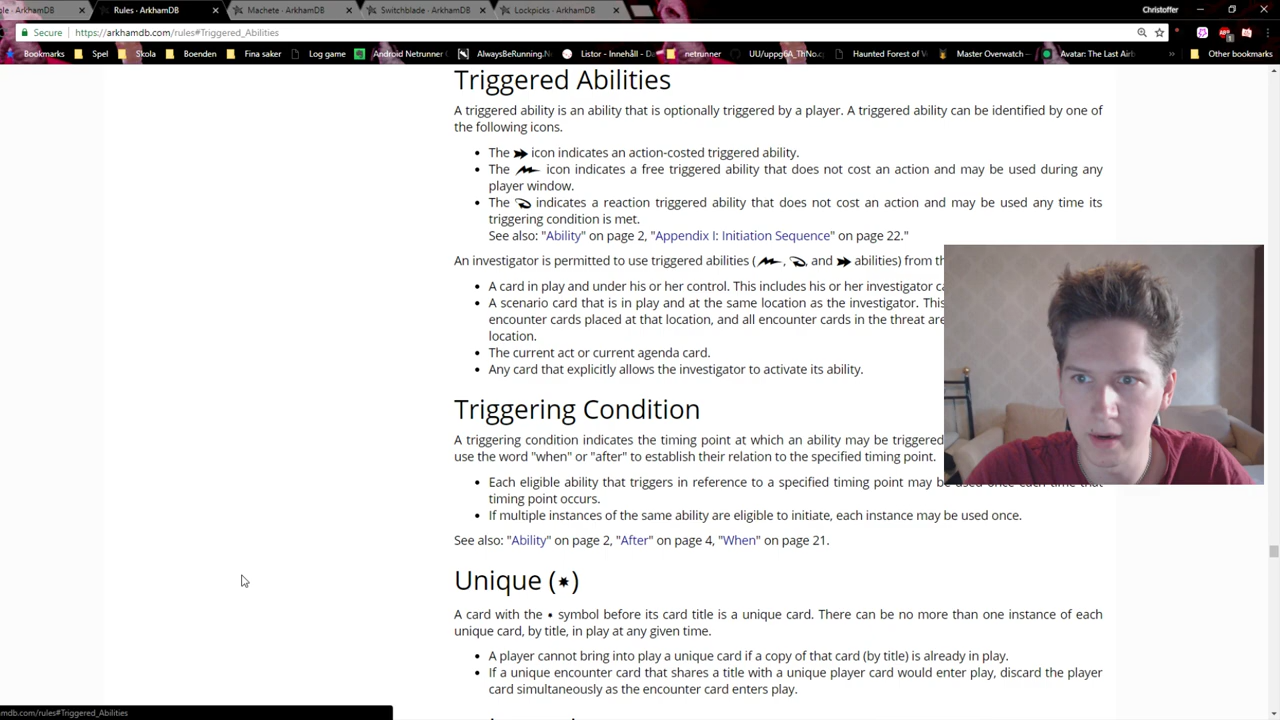 ple · ArkhamDB
Rules · ArkhamDB
Machete · ArkhamDB
Switchblade · ArkhamDB
Lockpicks · ArkhamDB
Christoffer
Secure
https://arkhamdb.com/rules#Triggered_Abilities
Bookmarks
Spel
Skola
Boenden
Fina saker
Log game
Android Netrunner
AlwaysBeRunning.N
Listor - Innehåll - Da
.netrunner
UU/uppg6A_ThNo.c
Haunted Forest of V
Master Overwatch –
Avatar: The Last Airb
»
Other bookmarks
Triggered Abilities
A triggered ability is an ability that is optionally triggered by a player. A triggered ability can be identified by one of
the following icons.
• The icon indicates an action-costed triggered ability.
• The icon indicates a free triggered ability that does not cost an action and may be used during any
player window.
• The indicates a reaction triggered ability that does not cost an action and may be used any time its
triggering condition is met.
See also: "Ability" on page 2, "Appendix I: Initiation Sequence" on page 22."
An investigator is permitted to use triggered abilities ( , , and abilities) from th
• A card in play and under his or her control. This includes his or her investigator ca
• A scenario card that is in play and at the same location as the investigator. This
encounter cards placed at that location, and all encounter cards in the threat are
location.
• The current act or current agenda card.
• Any card that explicitly allows the investigator to activate its ability.
Triggering Condition
A triggering condition indicates the timing point at which an ability may be triggered
use the word "when" or "after" to establish their relation to the specified timing point.
• Each eligible ability that triggers in reference to a specified timing point may be used once each time that
timing point occurs.
• If multiple instances of the same ability are eligible to initiate, each instance may be used once.
See also: "Ability" on page 2, "After" on page 4, "When" on page 21.
Unique (✷)
A card with the • symbol before its card title is a unique card. There can be no more than one instance of each
unique card, by title, in play at any given time.
• A player cannot bring into play a unique card if a copy of that card (by title) is already in play.
• If a unique encounter card that shares a title with a unique player card would enter play, discard the player
card simultaneously as the encounter card enters play.
mdb.com/rules#Triggered_Abilities